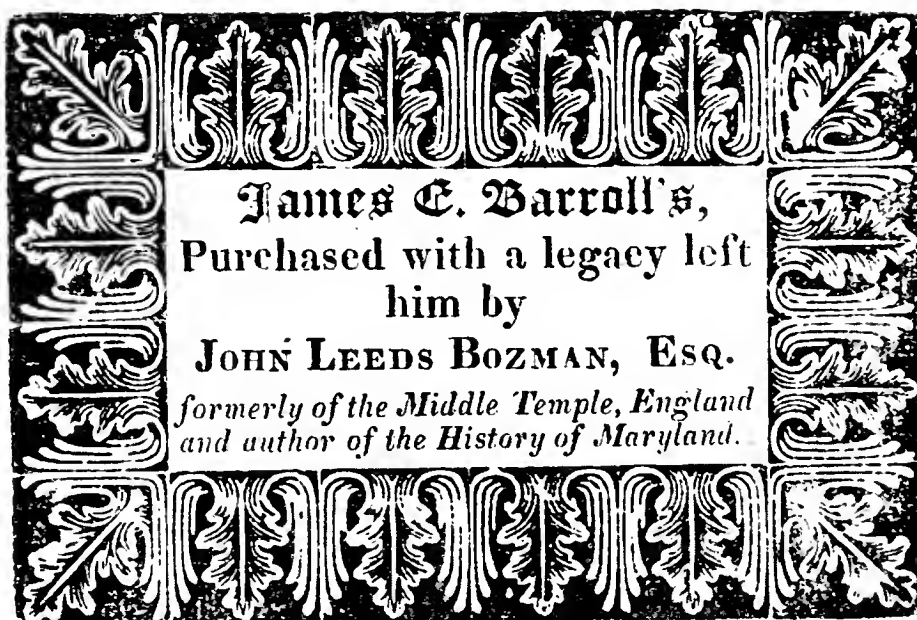 James E. Barroll's,
Purchased with a legacy left
him by
JOHN LEEDS BOZMAN, ESQ.
formerly of the Middle Temple, England
and author of the History of Maryland.